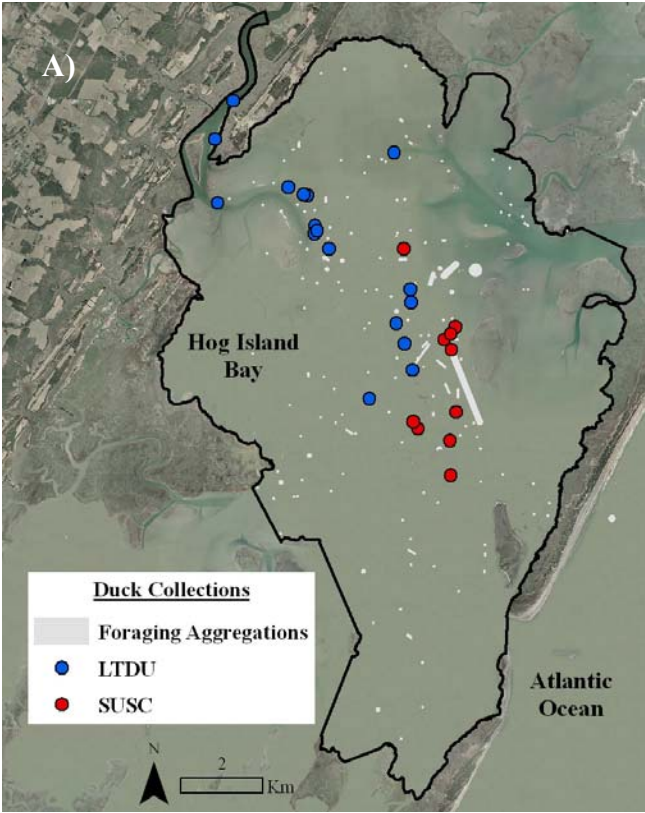 A)
Hog Island
Bay
Duck Collections
Foraging Aggregations
LTDU
SUSC
Atlantic
Ocean
N
2
Km